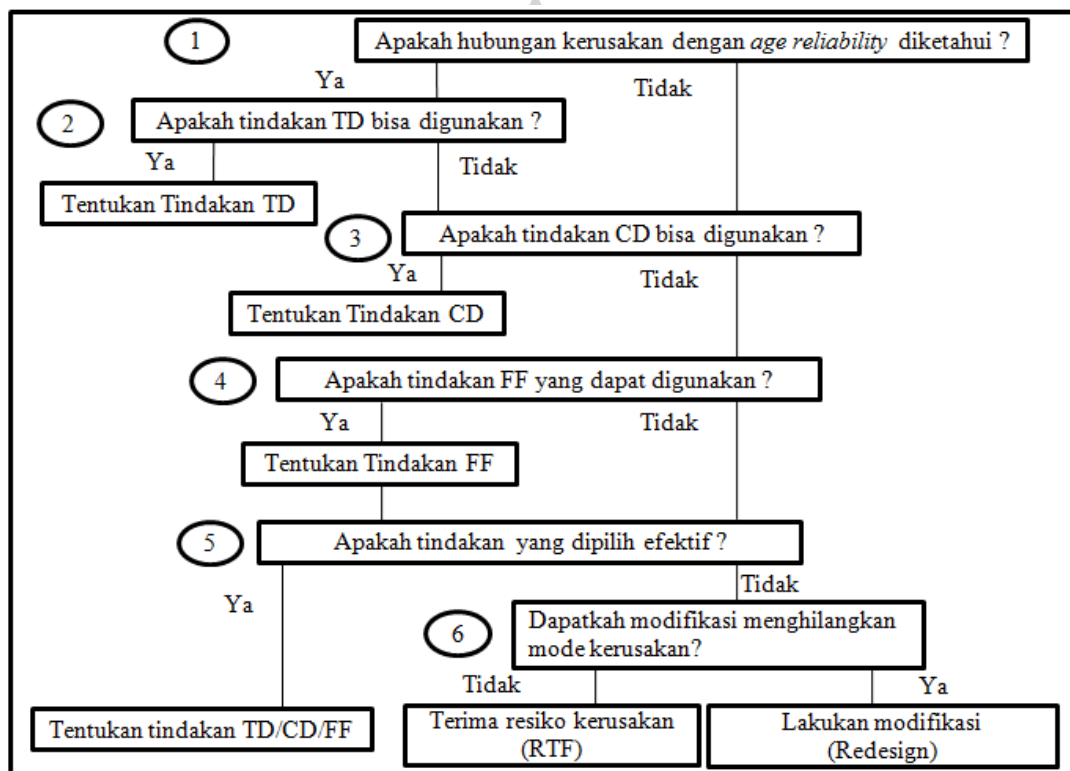 1
Apakah hubungan kerusakan dengan age reliability diketahui ?
Ya
Tidak
2
Apakah tindakan TD bisa digunakan ?
Ya
Tidak
Tentukan Tindakan TD
3
Apakah tindakan CD bisa digunakan ?
Ya
Tidak
Tentukan Tindakan CD
4
Apakah tindakan FF yang dapat digunakan ?
Ya
Tidak
Tentukan Tindakan FF
5
Apakah tindakan yang dipilih efektif ?
Ya
Tidak
6
Dapatkah modifikasi menghilangkan
mode kerusakan?
Tidak
Ya
Tentukan tindakan TD/CD/FF
Terima resiko kerusakan
(RTF)
Lakukan modifikasi
(Redesign)